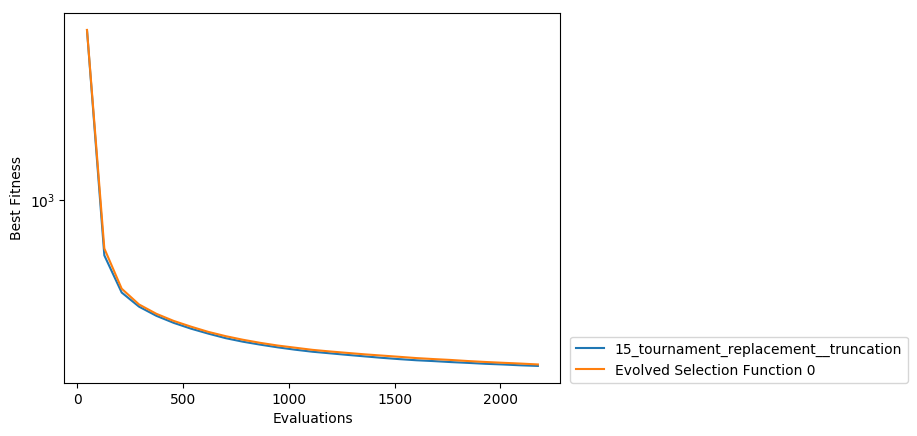 Best Fitness
10³
0
500
1000
1500
2000
Evaluations
15_tournament_replacement__truncation
Evolved Selection Function 0